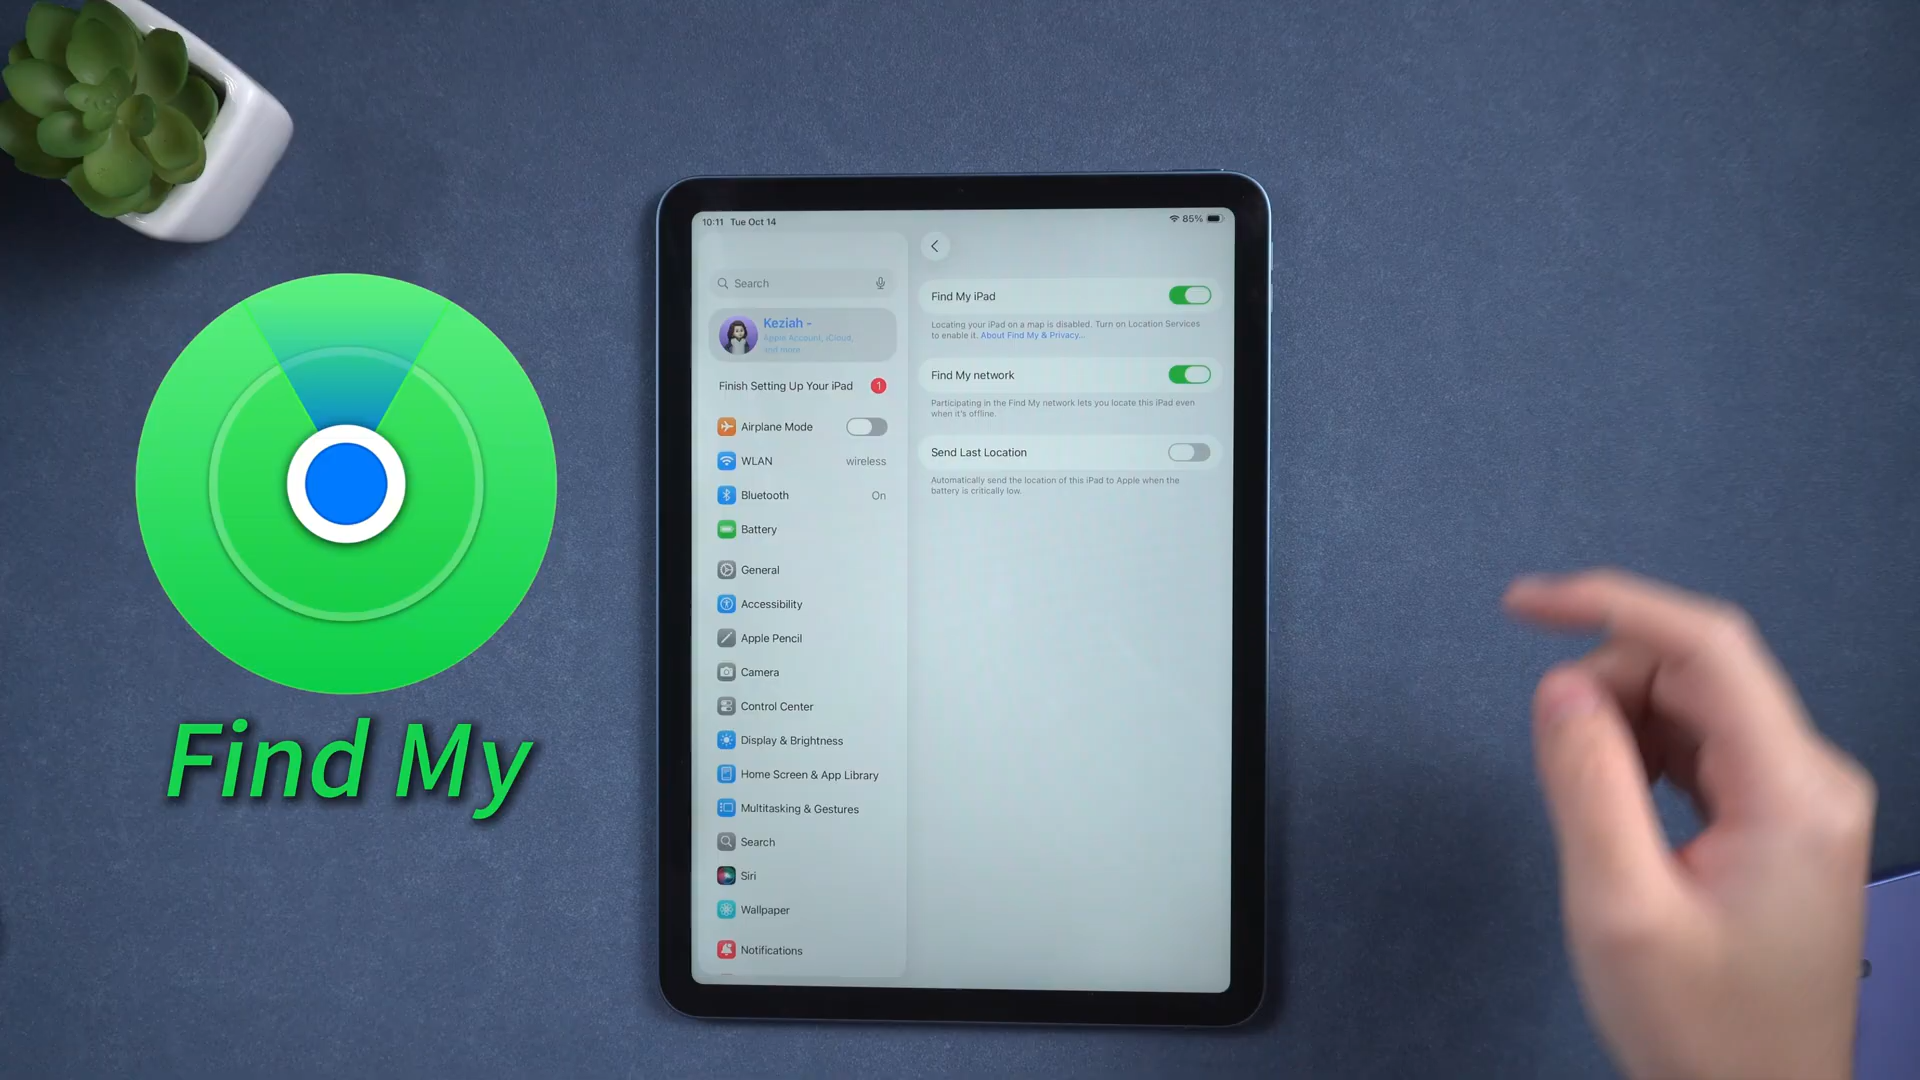 10:11 Tue Oct 14
85%
Search
Keziah -
Apple Account, iCloud,
and more
Finish Setting Up Your iPad 1
Airplane Mode
WLAN wireless
Bluetooth On
Battery
General
Accessibility
Apple Pencil
Camera
Control Center
Display & Brightness
Home Screen & App Library
Multitasking & Gestures
Search
Siri
Wallpaper
Notifications
Find My iPad
Locating your iPad on a map is disabled. Turn on Location Services
to enable it. About Find My & Privacy...
Find My network
Participating in the Find My network lets you locate this iPad even
when it's offline.
Send Last Location
Automatically send the location of this iPad to Apple when the
battery is critically low.
Find My